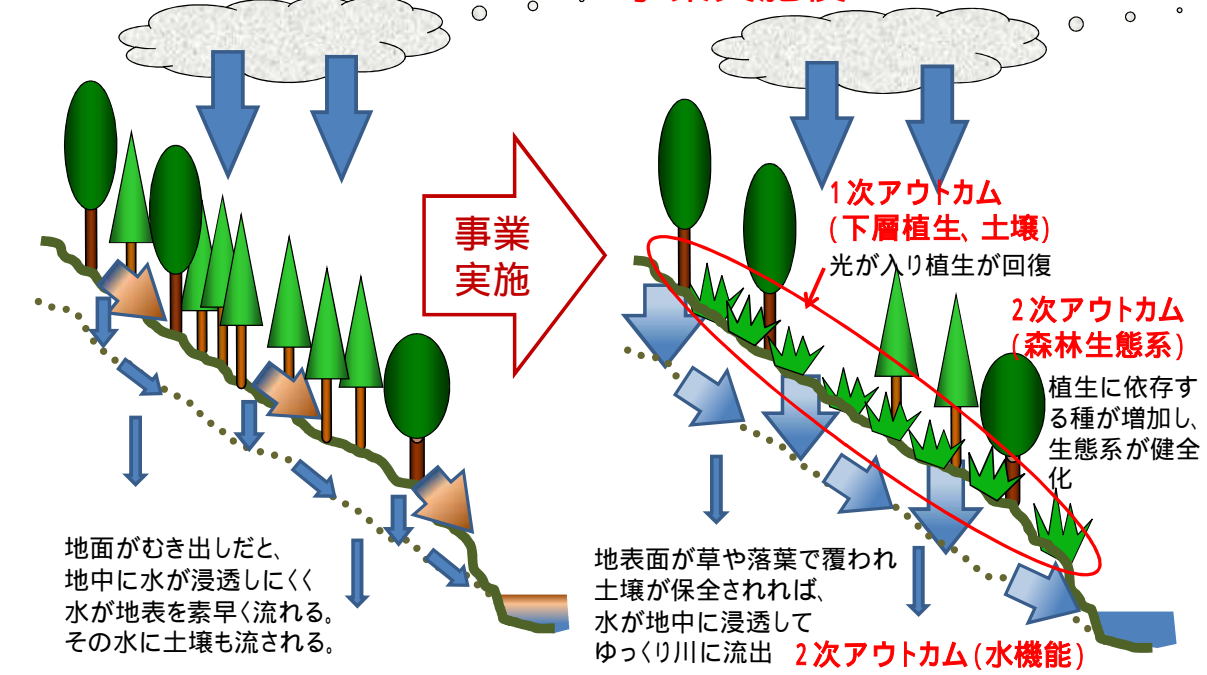 事業
実施
1次アウトカム
(下層植生、土壌)
光が入り植生が回復
2次アウトカム
(森林生態系)
植生に依存す
る種が増加し、
生態系が健全
化
地面がむき出しだと、
地中に水が浸透しにくく
水が地表を素早く流れる。
その水に土壌も流される。
地表面が草や落葉で覆われ
土壌が保全されれば、
水が地中に浸透して
ゆっくり川に流出
2次アウトカム(水機能)